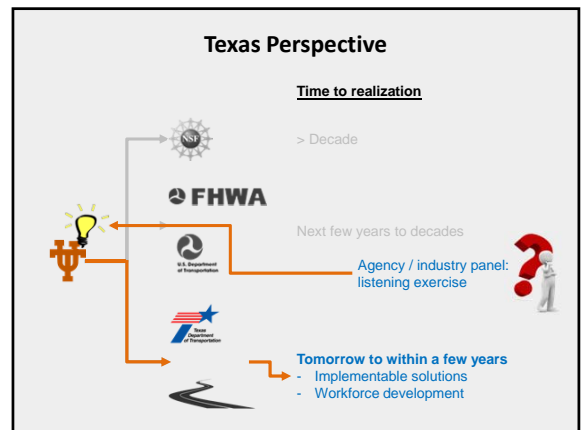 Texas Perspective
Time to realization
NSF
> Decade
FHWA
Next few years to decades
U.S. Department
of Transportation
Agency / industry panel:
listening exercise
Texas
Department
of Transportation
Tomorrow to within a few years
- Implementable solutions
- Workforce development